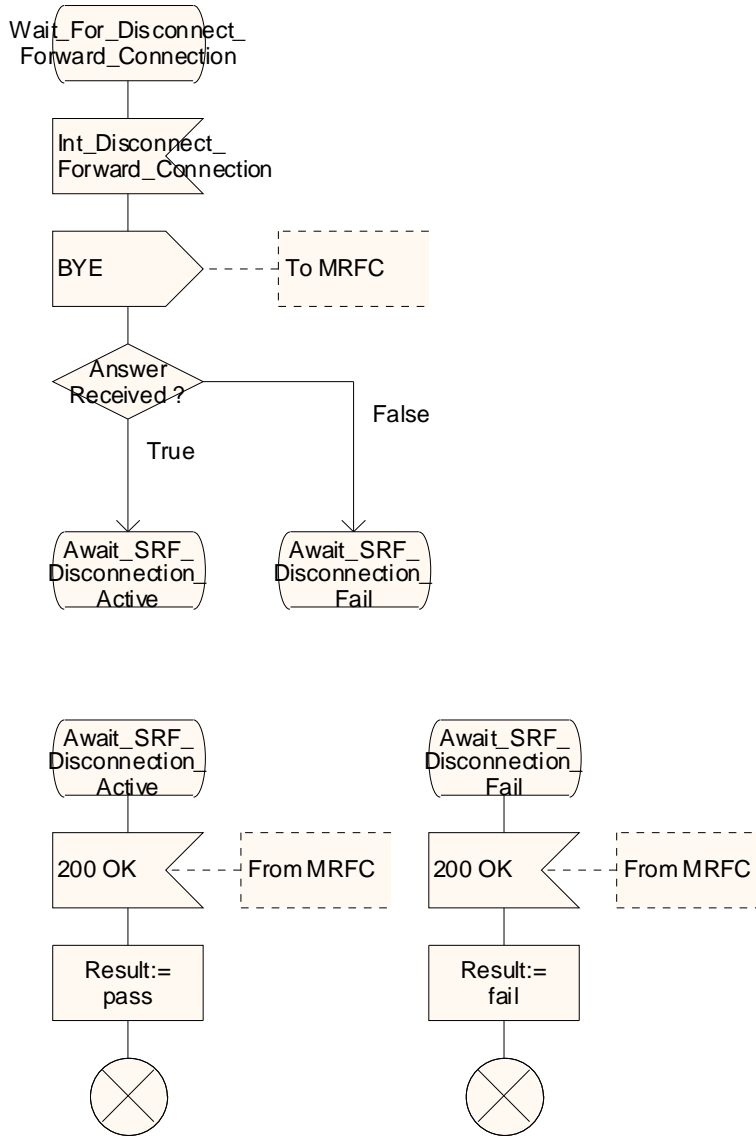 Wait_For_Disconnect_
Forward_Connection
Int_Disconnect_
Forward_Connection
BYE
To MRFC
Answer
Received ?
False
True
Await_SRF_
Disconnection_
Active
Await_SRF_
Disconnection_
Fail
Await_SRF_
Disconnection_
Active
Await_SRF_
Disconnection_
Fail
200 OK
From MRFC
200 OK
From MRFC
Result:=
pass
Result:=
fail